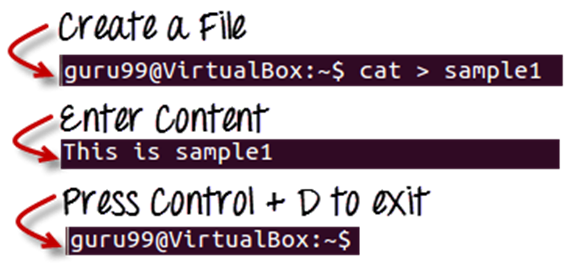 Create a File
guru99@VirtualBox:~$ cat > sample1
Enter Content
This is sample1
Press Control + D to exit
guru99@VirtualBox:~$